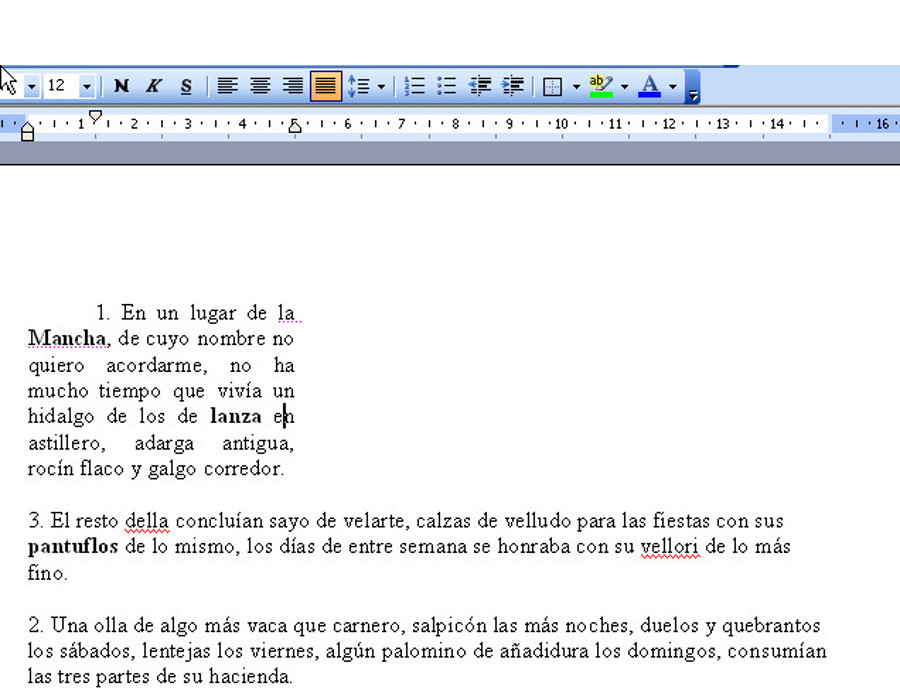 12 N K S ab A
1 2 3 4 5 6 7 8 9 10 11 12 13 14 16
1. En un lugar de la
Mancha, de cuyo nombre no
quiero acordarme, no ha
mucho tiempo que vivía un
hidalgo de los de lanza en
astillero, adarga antigua,
rocín flaco y galgo corredor.
3. El resto della concluían sayo de velarte, calzas de velludo para las fiestas con sus
pantuflos de lo mismo, los días de entre semana se honraba con su vellori de lo más
fino.
2. Una olla de algo más vaca que carnero, salpicón las más noches, duelos y quebrantos
los sábados, lentejas los viernes, algún palomino de añadidura los domingos, consumían
las tres partes de su hacienda.